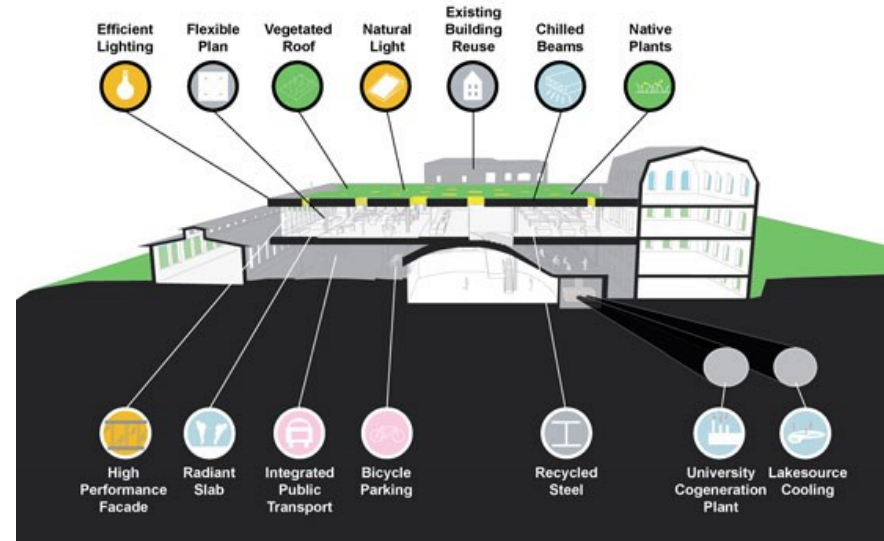 Efficient
Lighting
Flexible
Plan
Vegetated
Roof
Natural
Light
Existing
Building
Reuse
Chilled
Beams
Native
Plants
High
Performance
Facade
Radiant
Slab
Integrated
Public
Transport
Bicycle
Parking
Recycled
Steel
University
Cogeneration
Plant
Lakesource
Cooling